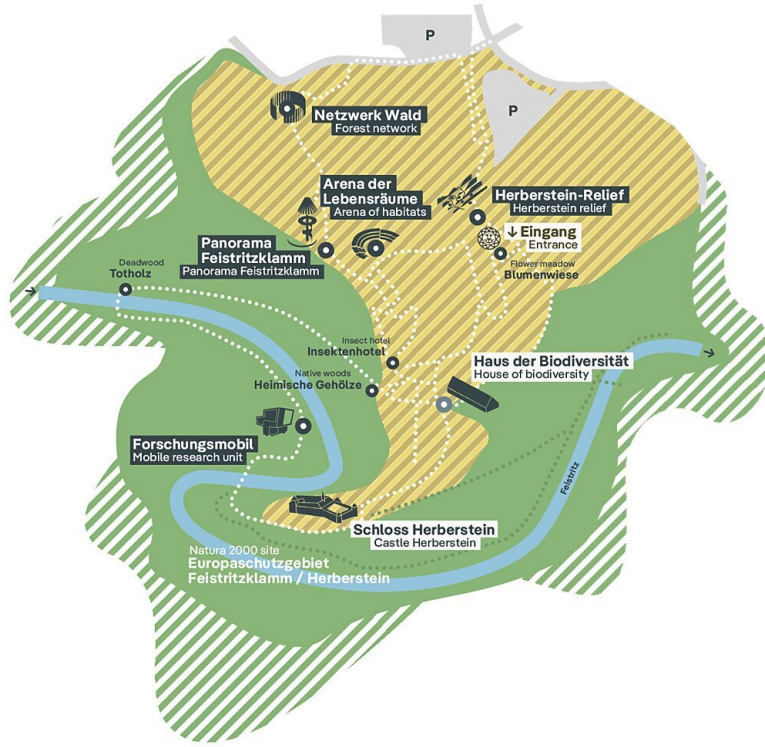 P
P
Netzwerk Wald
Forest network
Arena der
Lebensräume
Arena of habitats
Herberstein-Relief
Herberstein relief
↓ Eingang
Entrance
Panorama
Feistritzklamm
Panorama Feistritzklamm
Flower meadow
Blumenwiese
Deadwood
Totholz
Insect hotel
Insektenhotel
Haus der Biodiversität
House of biodiversity
Native woods
Heimische Gehölze
Forschungsmobil
Mobile research unit
Feistritz
Schloss Herberstein
Castle Herberstein
Natura 2000 site
Europaschutzgebiet
Feistritzklamm / Herberstein